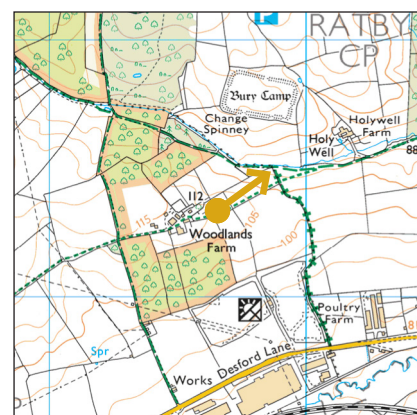 RATBY
CP
Bury Camp
Change
Spinney
Holywell
Farm
Holy
Well
88
112
115
105
Woodlands
Farm
100
Poultry
Farm
81
Spr
Desford Lane
Works